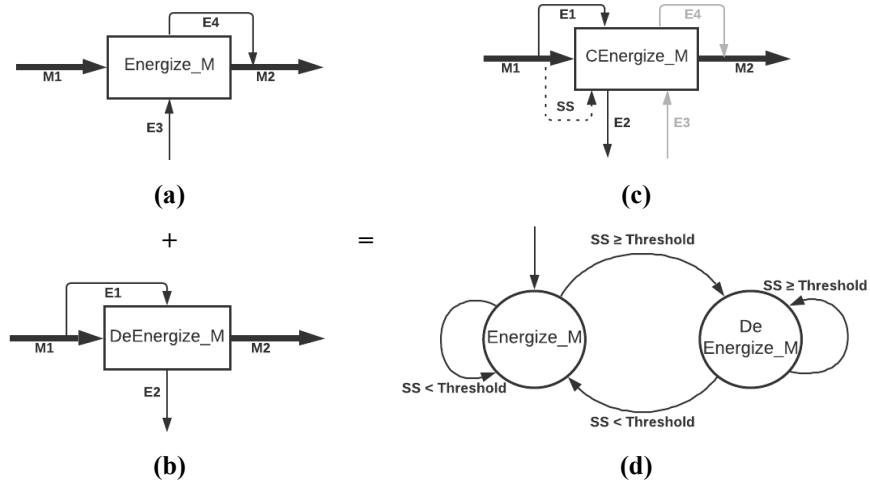 E4
Energize_M
M1
M2
E3
(a)
E1
E4
CEnergize_M
M1
M2
SS
E2
E3
(c)
+
=
E1
DeEnergize_M
M1
M2
E2
(b)
SS ≥ Threshold
SS ≥ Threshold
Energize_M
De
Energize_M
SS < Threshold
SS < Threshold
(d)